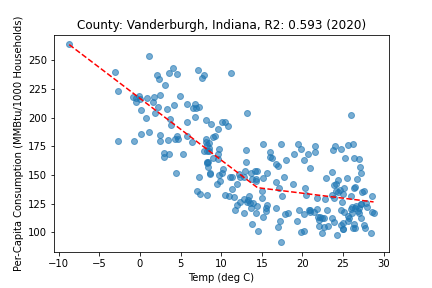 County: Vanderburgh, Indiana, R2: 0.593 (2020)
Per-Capita Consumption (MMBtu/1000 Households)
250
225
200
175
150
125
100
−10 −5 0 5 10 15 20 25 30
Temp (deg C)